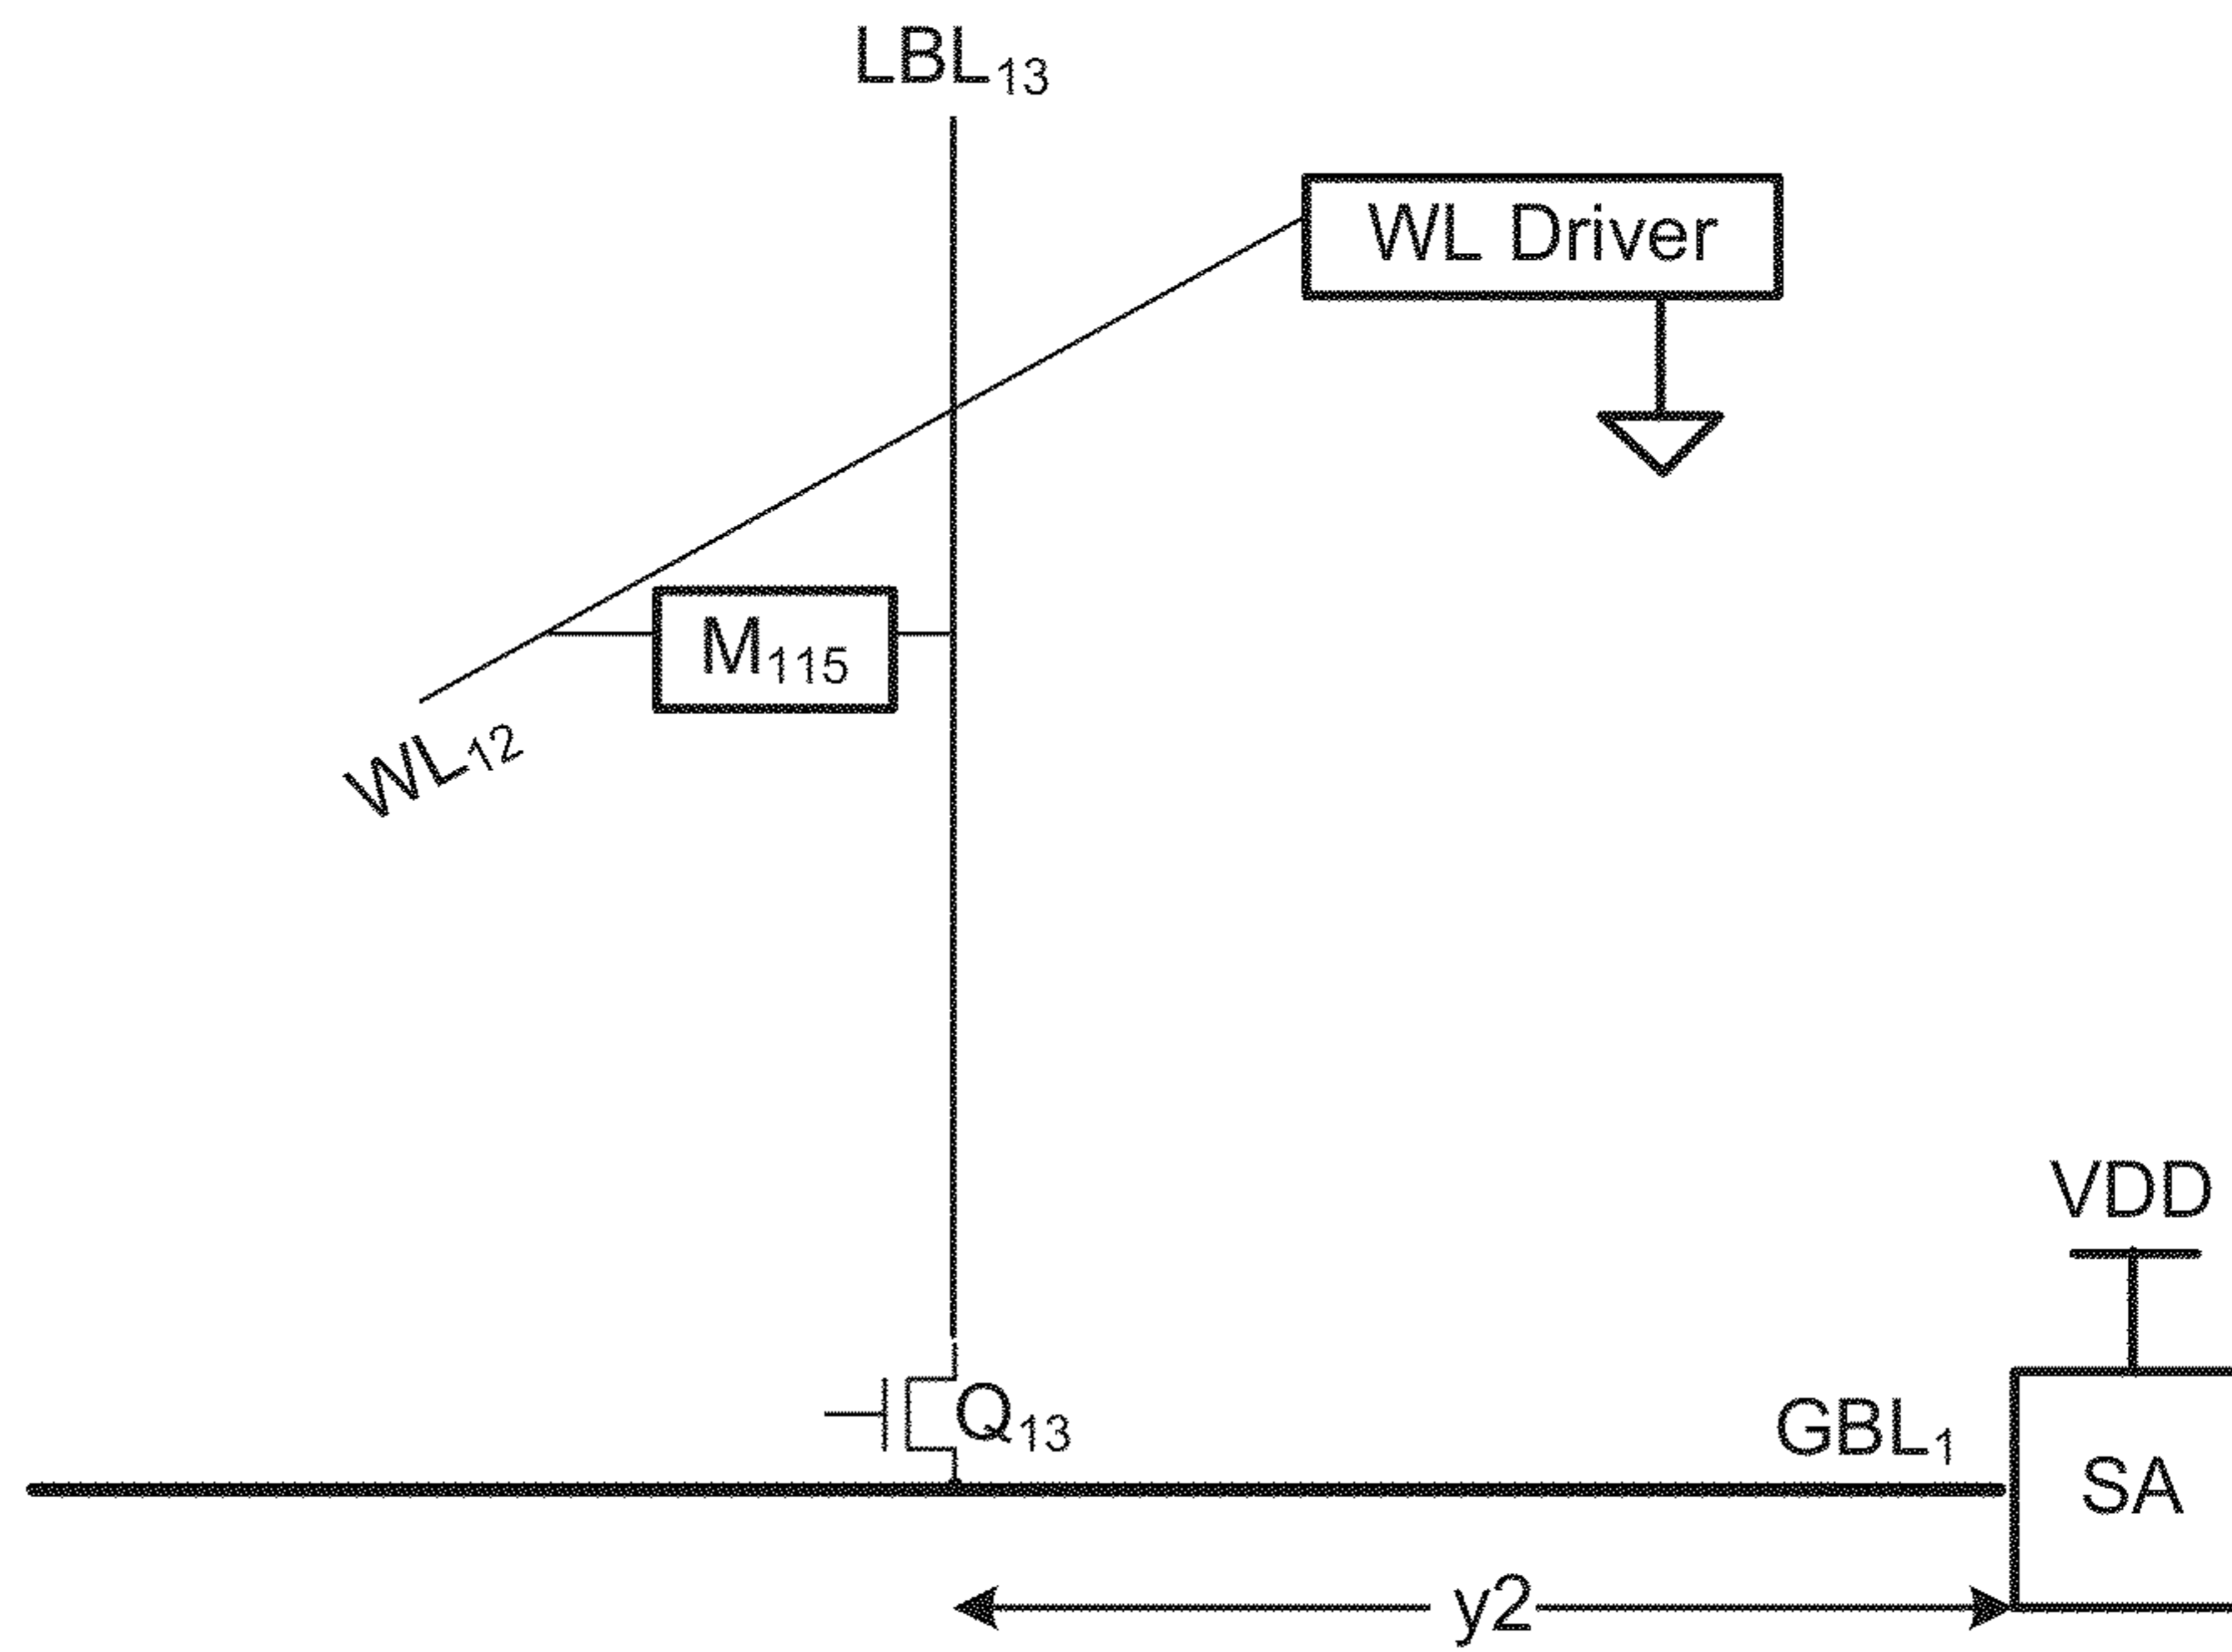 LBL₁₃
WL Driver
M₁₁₅
WL₁₂
VDD
Q₁₃
GBL₁
SA
y2